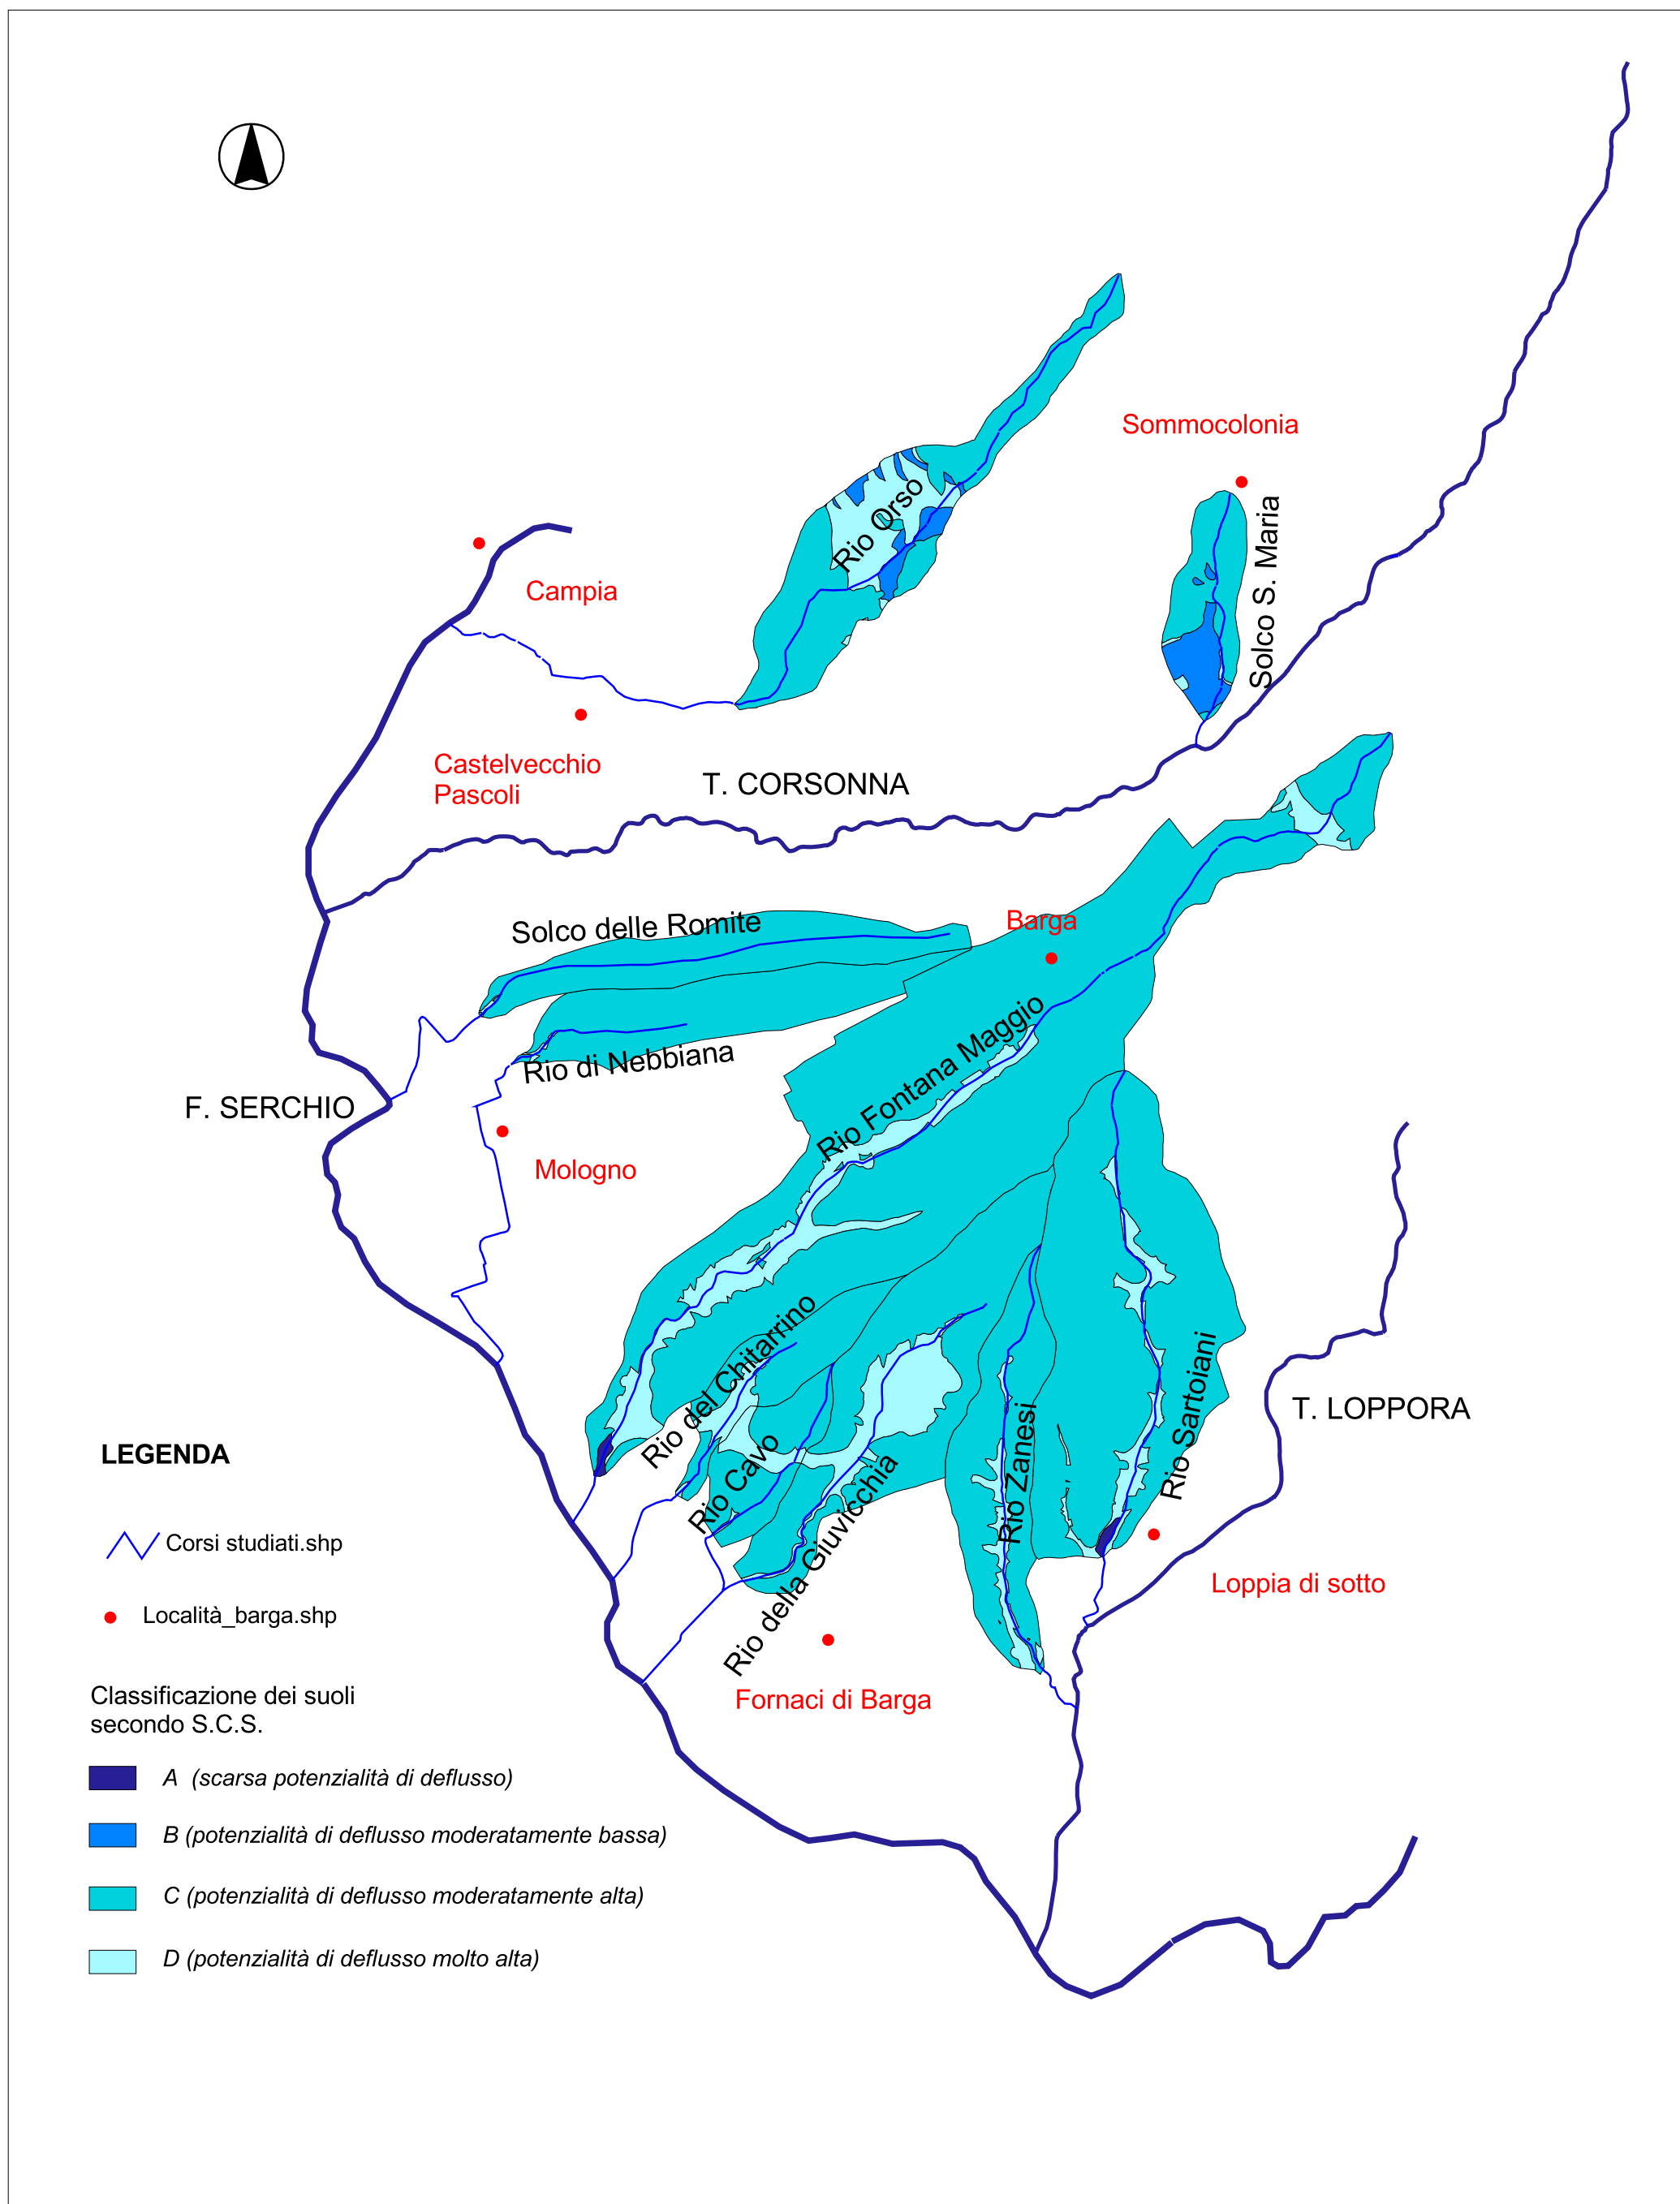 Sommocolonia
Rio Orso
Solco S. Maria
Campia
Castelvecchio
Pascoli
T. CORSONNA
Solco delle Romite
Barga
Rio di Nebbiana
Rio Fontana Maggio
F. SERCHIO
Mologno
Rio del Chitarrino
Rio Cavo
Rio della Giuvicchia
Rio Zanesi
Rio Sartoiani
T. LOPPORA
Loppia di sotto
Fornaci di Barga
LEGENDA
Corsi studiati.shp
Località_barga.shp
Classificazione dei suoli
secondo S.C.S.
A (scarsa potenzialità di deflusso)
B (potenzialità di deflusso moderatamente bassa)
C (potenzialità di deflusso moderatamente alta)
D (potenzialità di deflusso molto alta)